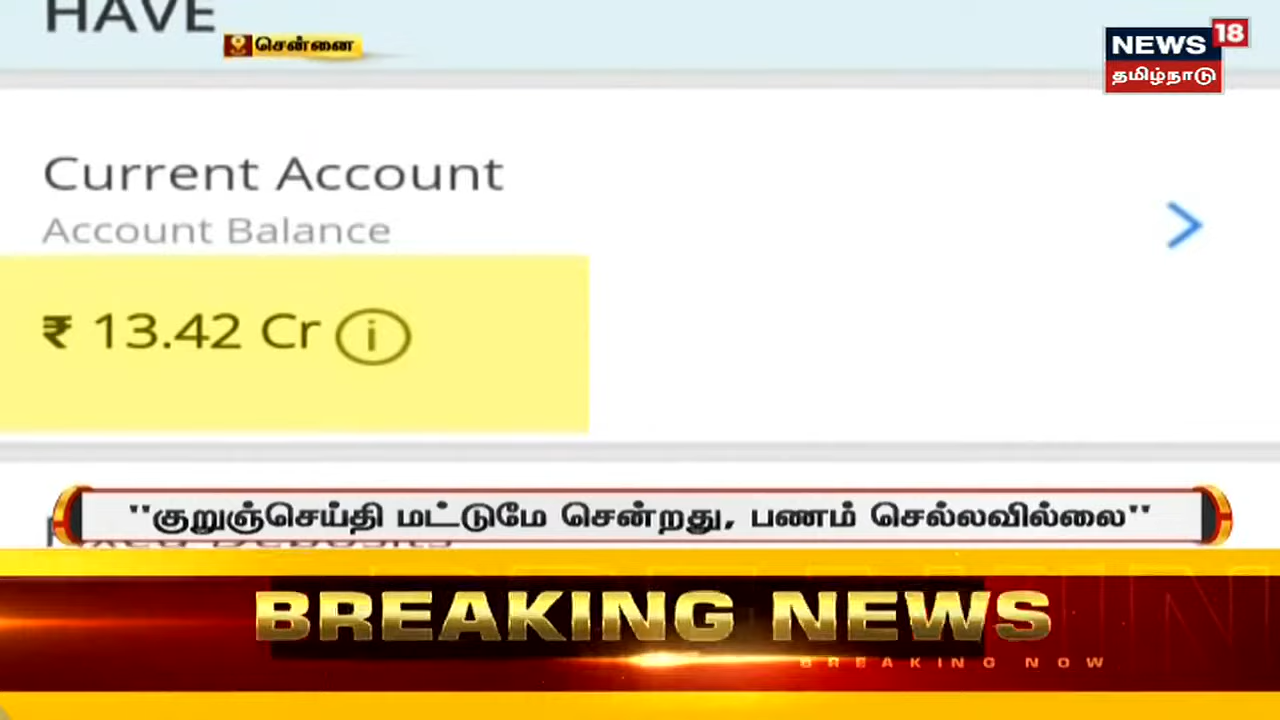 HAVE
சென்னை
NEWS 18
தமிழ்நாடு
Current Account
Account Balance
₹ 13.42 Cr
"குறுஞ்செய்தி மட்டுமே சென்றது, பணம் செல்லவில்லை"
BREAKING NEWS
BREAKING NOW